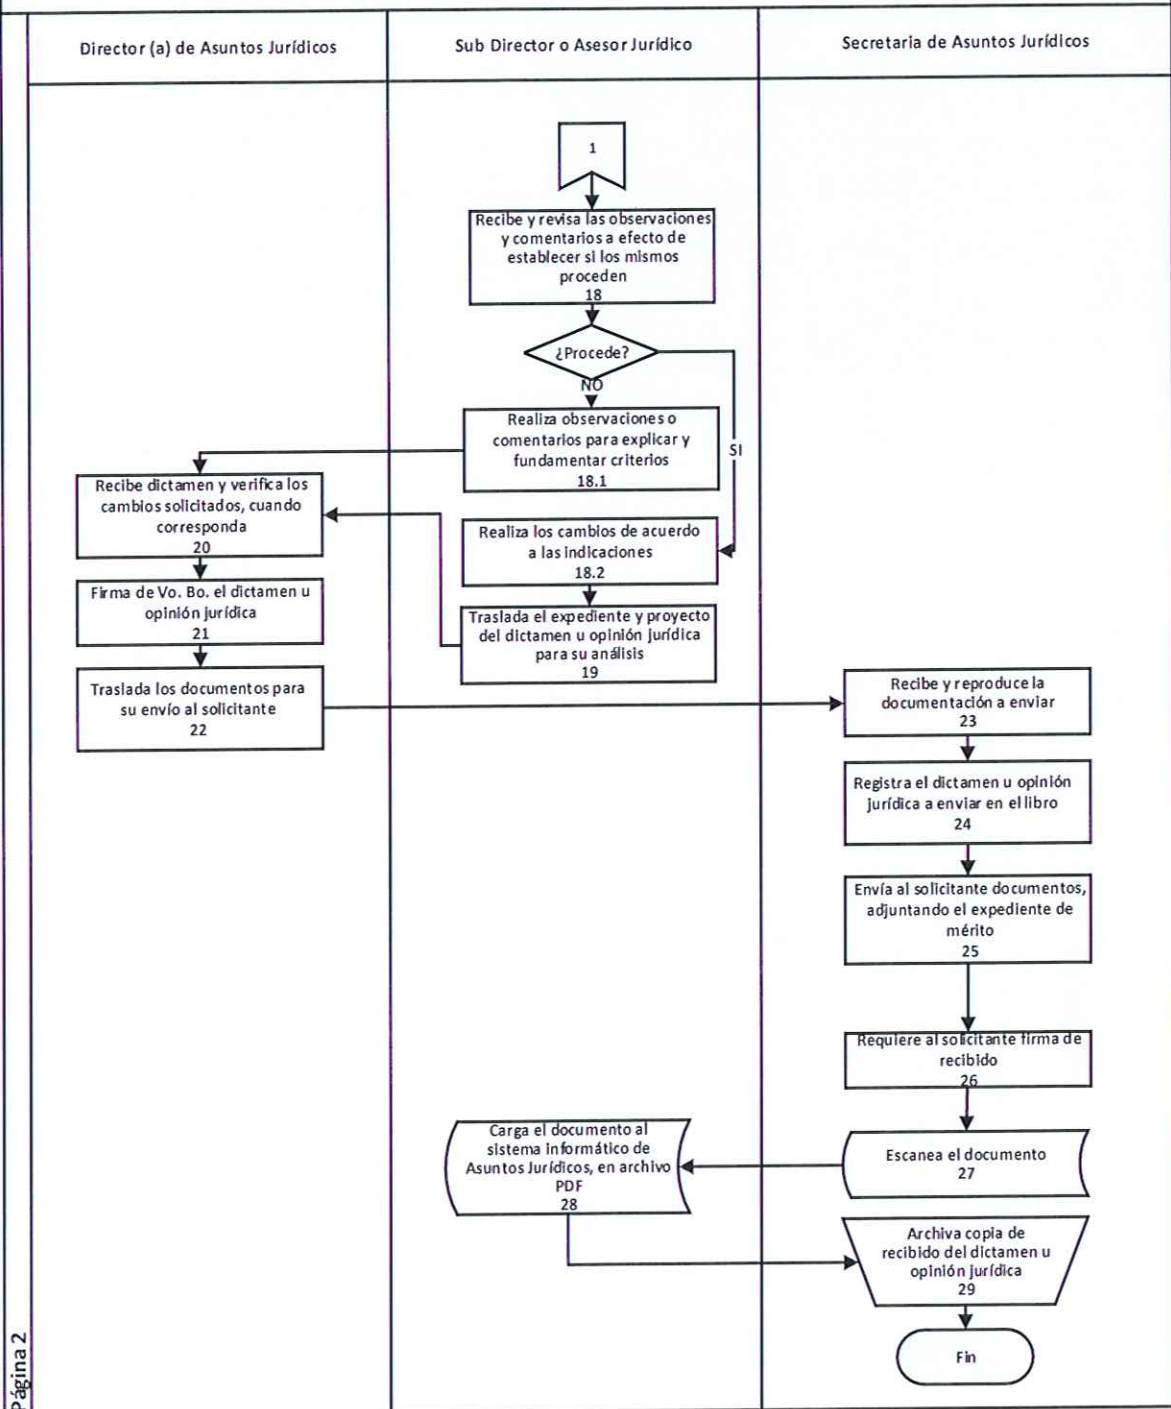 Director (a) de Asuntos Jurídicos
Sub Director o Asesor Jurídico
Secretaria de Asuntos Jurídicos
1
Recibe y revisa las observaciones
y comentarios a efecto de
establecer si los mismos
proceden
18
¿Procede?
NO
SI
Realiza observaciones o
comentarios para explicar y
fundamentar criterios
18.1
Recibe dictamen y verifica los
cambios solicitados, cuando
corresponda
20
Realiza los cambios de acuerdo
a las indicaciones
18.2
Firma de Vo. Bo. el dictamen u
opinión jurídica
21
Traslada el expediente y proyecto
del dictamen u opinión jurídica
para su análisis
19
Traslada los documentos para
su envío al solicitante
22
Recibe y reproduce la
documentación a enviar
23
Registra el dictamen u opinión
jurídica a enviar en el libro
24
Envía al solicitante documentos,
adjuntando el expediente de
mérito
25
Requiere al solicitante firma de
recibido
26
Escanea el documento
27
Carga el documento al
sistema informático de
Asuntos Jurídicos, en archivo
PDF
28
Archiva copia de
recibido del dictamen u
opinión jurídica
29
Fin
Página 2